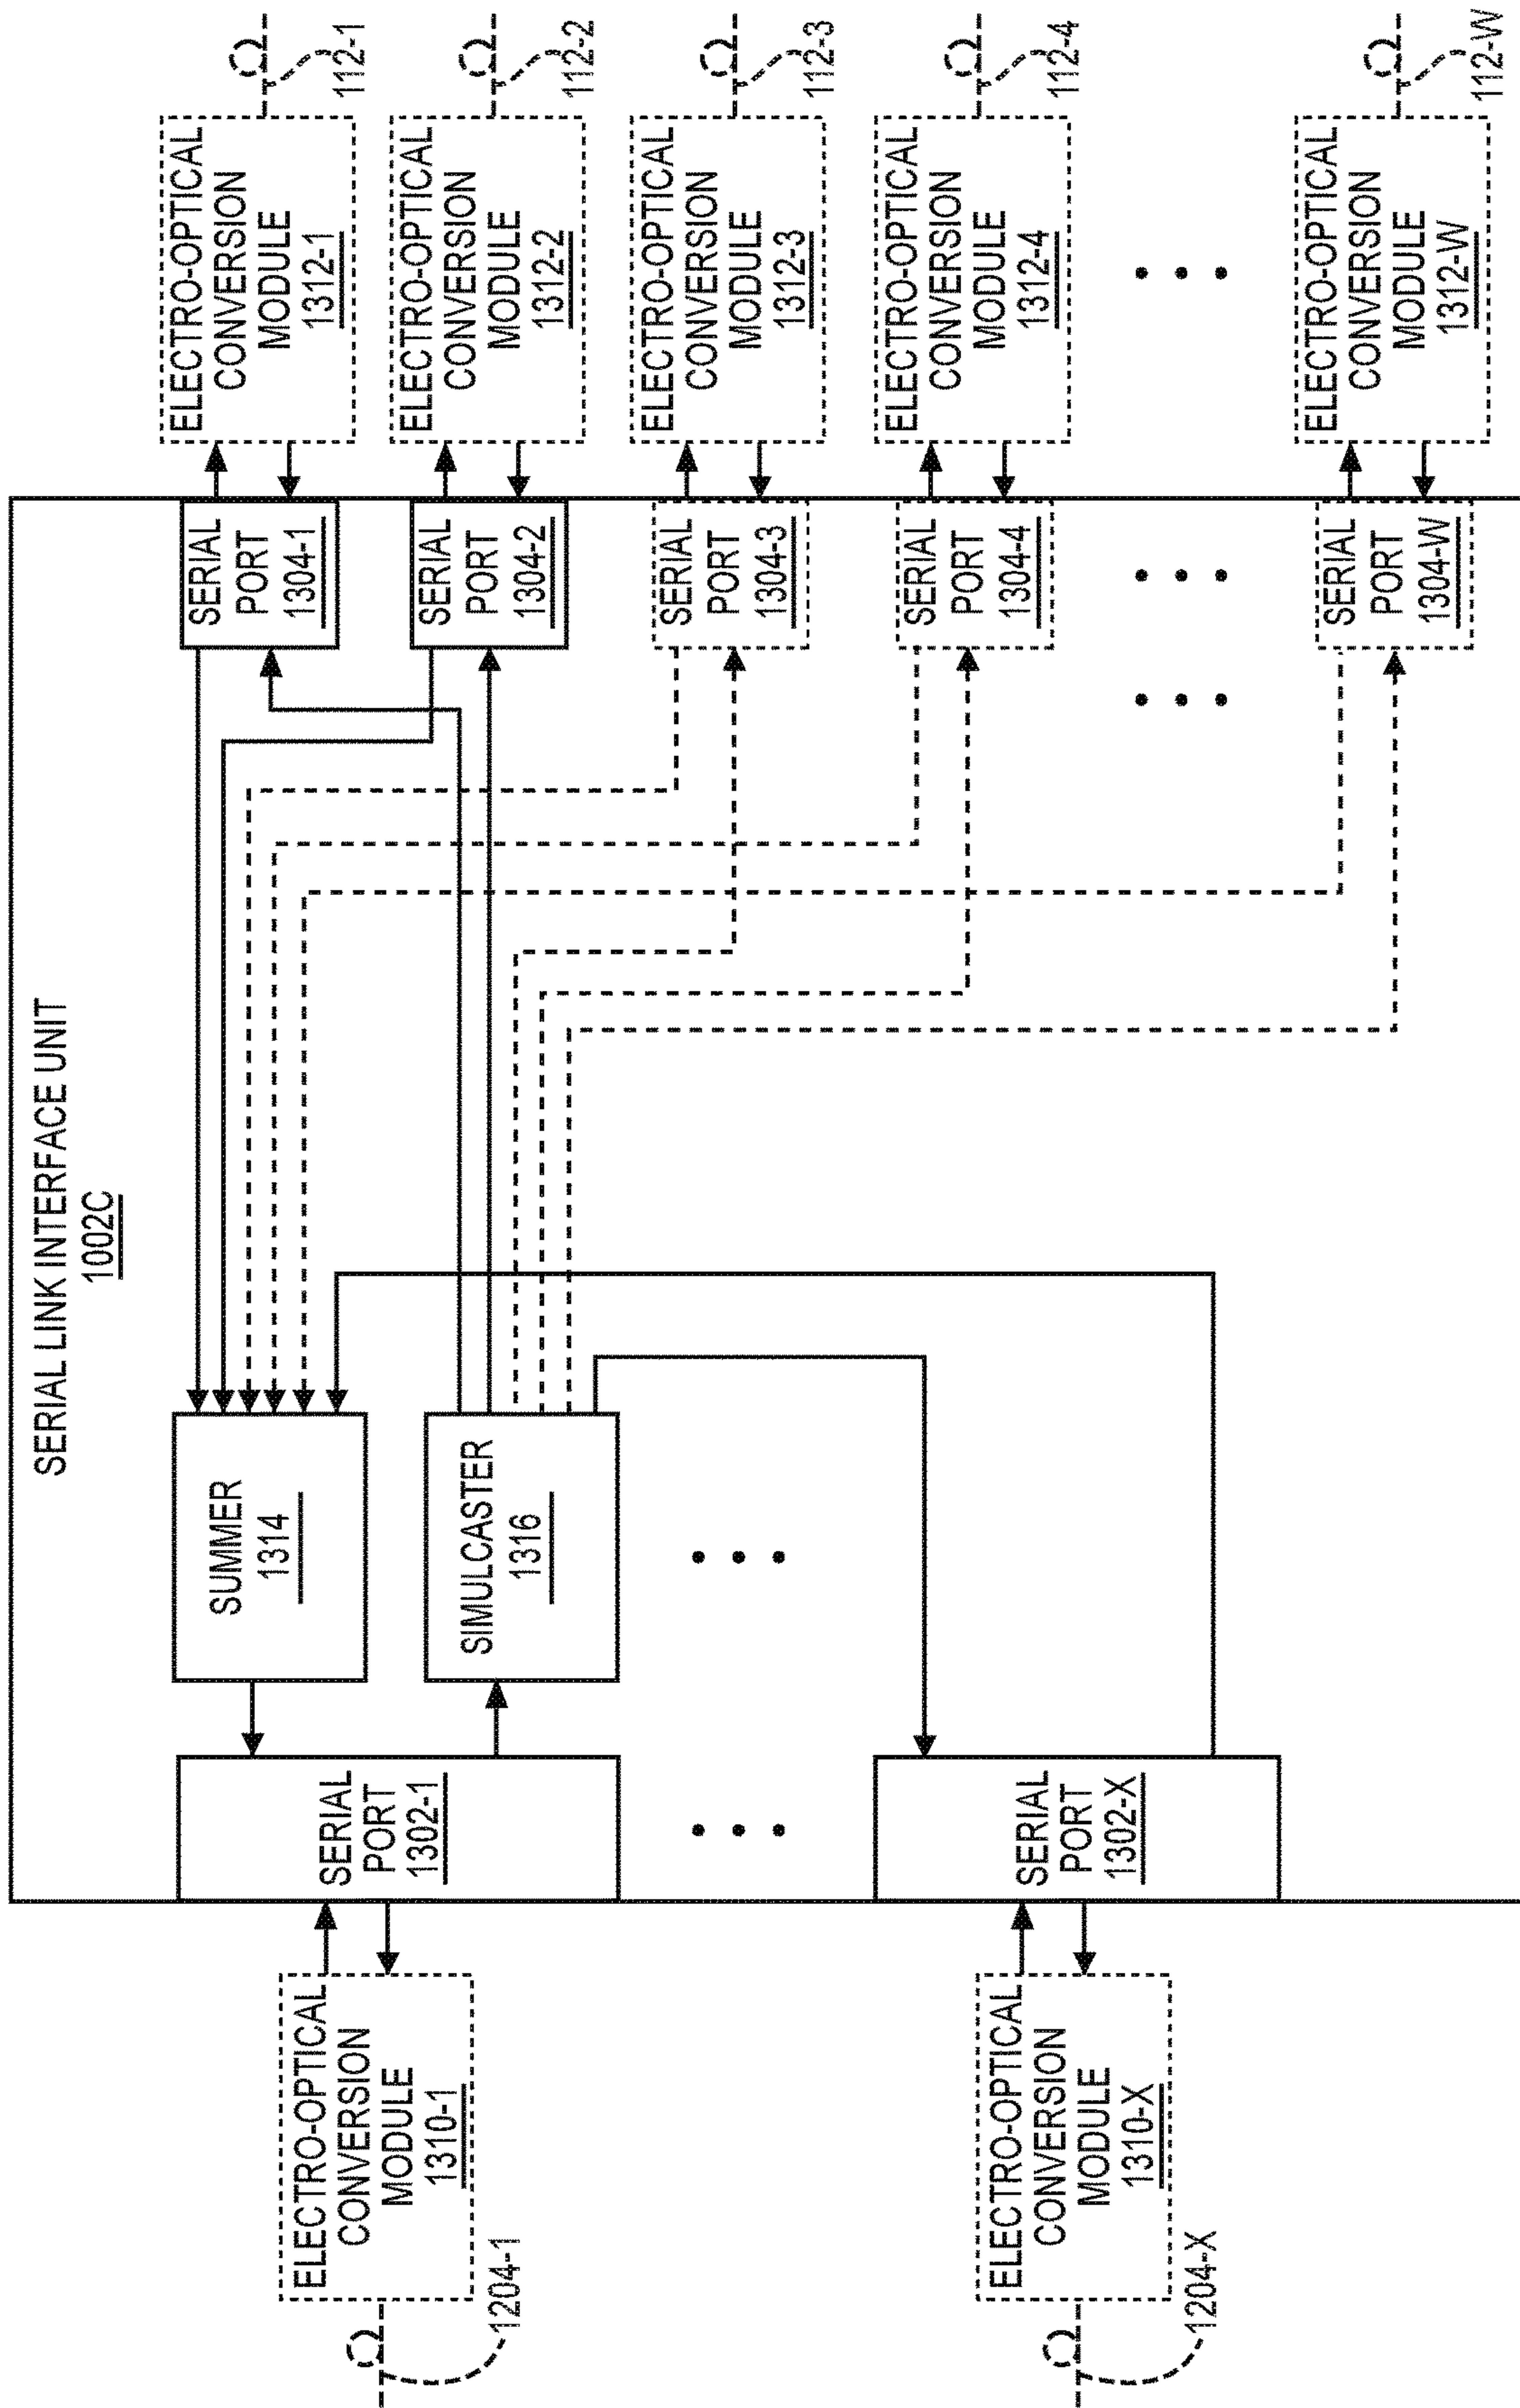 SERIAL LINK INTERFACE UNIT
1002C
ELECTRO-OPTICAL
CONVERSION
MODULE
1310-1
1204-1
SERIAL
PORT
1302-1
SUMMER
1314
SIMULCASTER
1316
SERIAL
PORT
1304-1
ELECTRO-OPTICAL
CONVERSION
MODULE
1312-1
112-1
SERIAL
PORT
1304-2
ELECTRO-OPTICAL
CONVERSION
MODULE
1312-2
112-2
SERIAL
PORT
1304-3
ELECTRO-OPTICAL
CONVERSION
MODULE
1312-3
112-3
ELECTRO-OPTICAL
CONVERSION
MODULE
1310-X
1204-X
SERIAL
PORT
1302-X
SERIAL
PORT
1304-4
ELECTRO-OPTICAL
CONVERSION
MODULE
1312-4
112-4
SERIAL
PORT
1304-W
ELECTRO-OPTICAL
CONVERSION
MODULE
1312-W
112-W